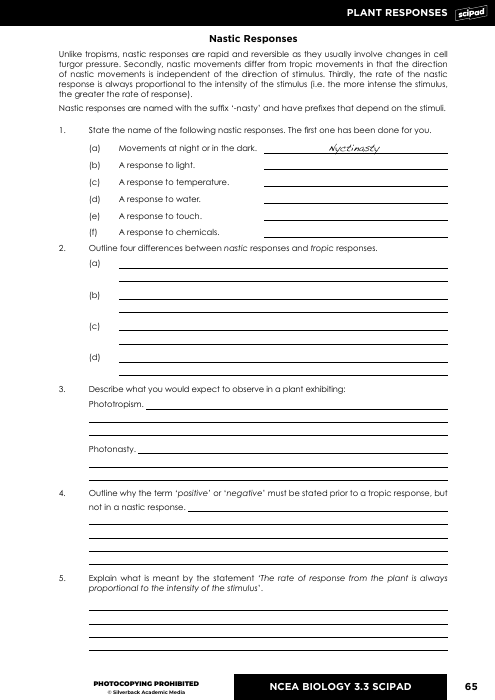 PLANT RESPONSES scipad
Nastic Responses
Unlike tropisms, nastic responses are rapid and reversible as they usually involve changes in cell
turgor pressure. Secondly, nastic movements differ from tropic movements in that the direction
of nastic movements is independent of the direction of stimulus. Thirdly, the rate of the nastic
response is always proportional to the intensity of the stimulus (i.e. the more intense the stimulus,
the greater the rate of response).
Nastic responses are named with the suffix ‘-nasty’ and have prefixes that depend on the stimuli.
1. State the name of the following nastic responses. The first one has been done for you.
(a) Movements at night or in the dark. Nyctinasty
(b) A response to light.
(c) A response to temperature.
(d) A response to water.
(e) A response to touch.
(f) A response to chemicals.
2. Outline four differences between nastic responses and tropic responses.
(a)
(b)
(c)
(d)
3. Describe what you would expect to observe in a plant exhibiting:
Phototropism.
Photonasty.
4. Outline why the term ‘positive’ or ‘negative’ must be stated prior to a tropic response, but
not in a nastic response.
5. Explain what is meant by the statement ‘The rate of response from the plant is always
proportional to the intensity of the stimulus’.
PHOTOCOPYING PROHIBITED
© Silverback Academic Media
NCEA BIOLOGY 3.3 SCIPAD 65